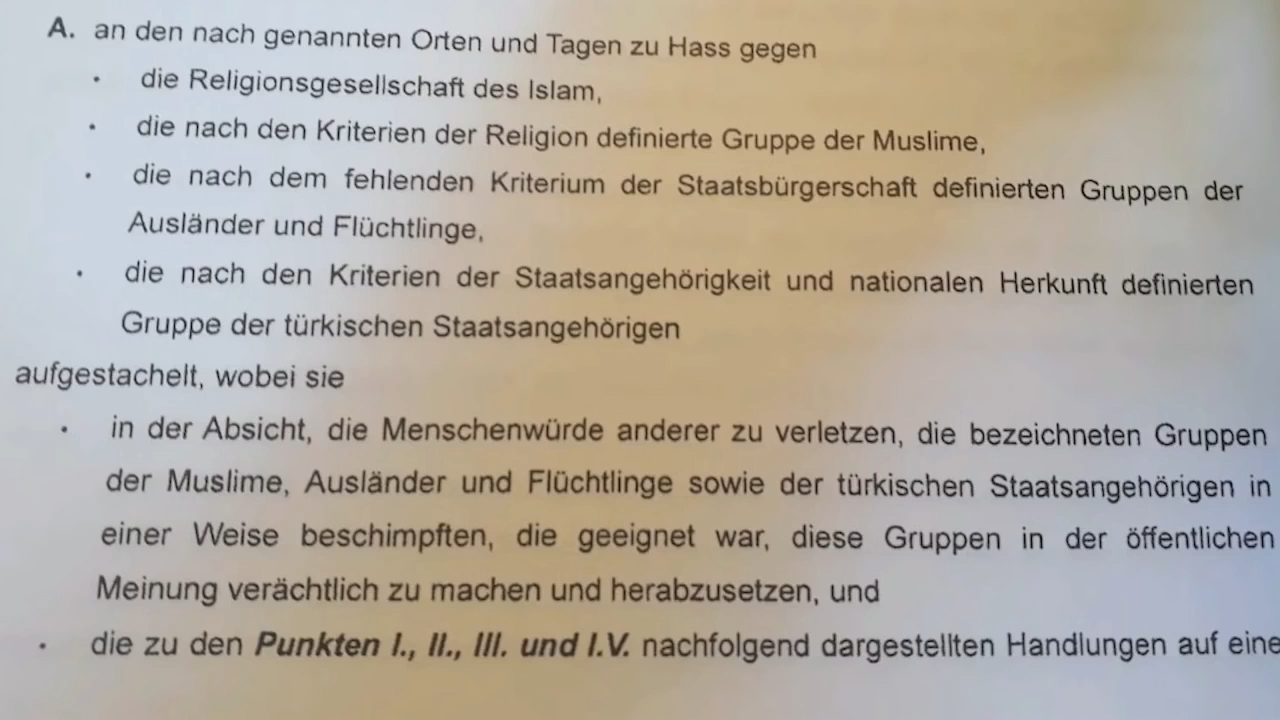 A. an den nach genannten Orten und Tagen zu Hass gegen
• die Religionsgesellschaft des Islam,
• die nach den Kriterien der Religion definierte Gruppe der Muslime,
• die nach dem fehlenden Kriterium der Staatsbürgerschaft definierten Gruppen der
Ausländer und Flüchtlinge,
• die nach den Kriterien der Staatsangehörigkeit und nationalen Herkunft definierten
Gruppe der türkischen Staatsangehörigen
aufgestachelt, wobei sie
• in der Absicht, die Menschenwürde anderer zu verletzen, die bezeichneten Gruppen
der Muslime, Ausländer und Flüchtlinge sowie der türkischen Staatsangehörigen in
einer Weise beschimpften, die geeignet war, diese Gruppen in der öffentlichen
Meinung verächtlich zu machen und herabzusetzen, und
• die zu den Punkten I., II., III. und I.V. nachfolgend dargestellten Handlungen auf eine